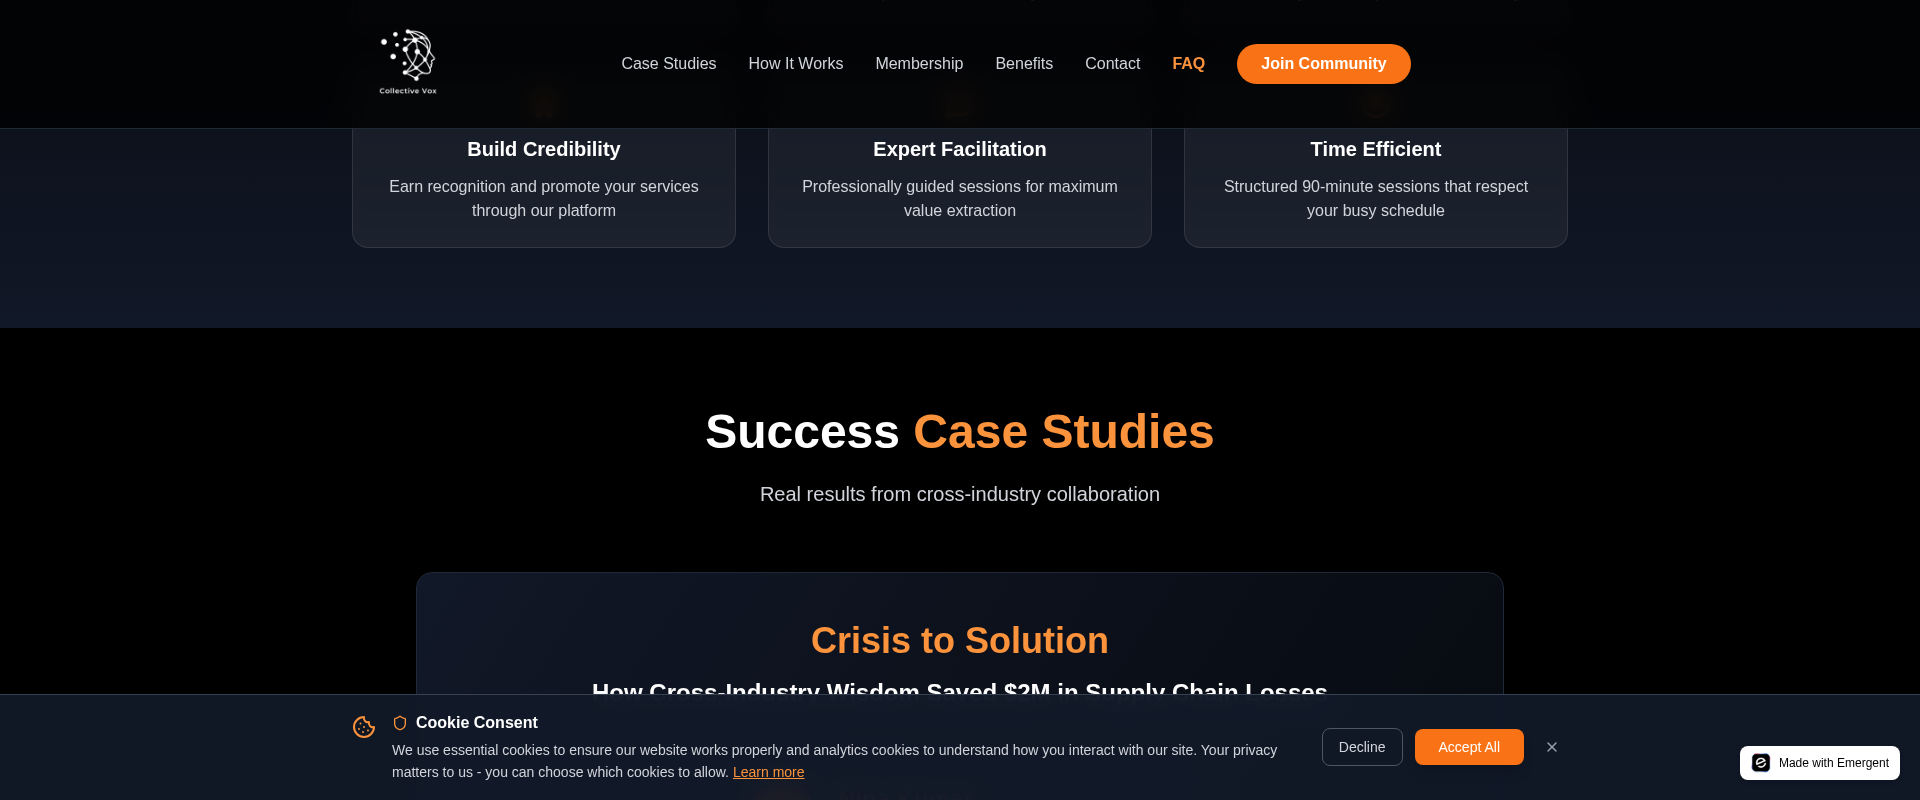 Collective Vox
Case Studies
How It Works
Membership
Benefits
Contact
FAQ
Join Community
Build Credibility
Earn recognition and promote your services
through our platform
Expert Facilitation
Professionally guided sessions for maximum
value extraction
Time Efficient
Structured 90-minute sessions that respect
your busy schedule
Success Case Studies
Real results from cross-industry collaboration
Crisis to Solution
How Cross-Industry Wisdom Saved $2M in Supply Chain Losses
Cookie Consent
We use essential cookies to ensure our website works properly and analytics cookies to understand how you interact with our site. Your privacy
matters to us - you can choose which cookies to allow. Learn more
Decline
Accept All
Made with Emergent